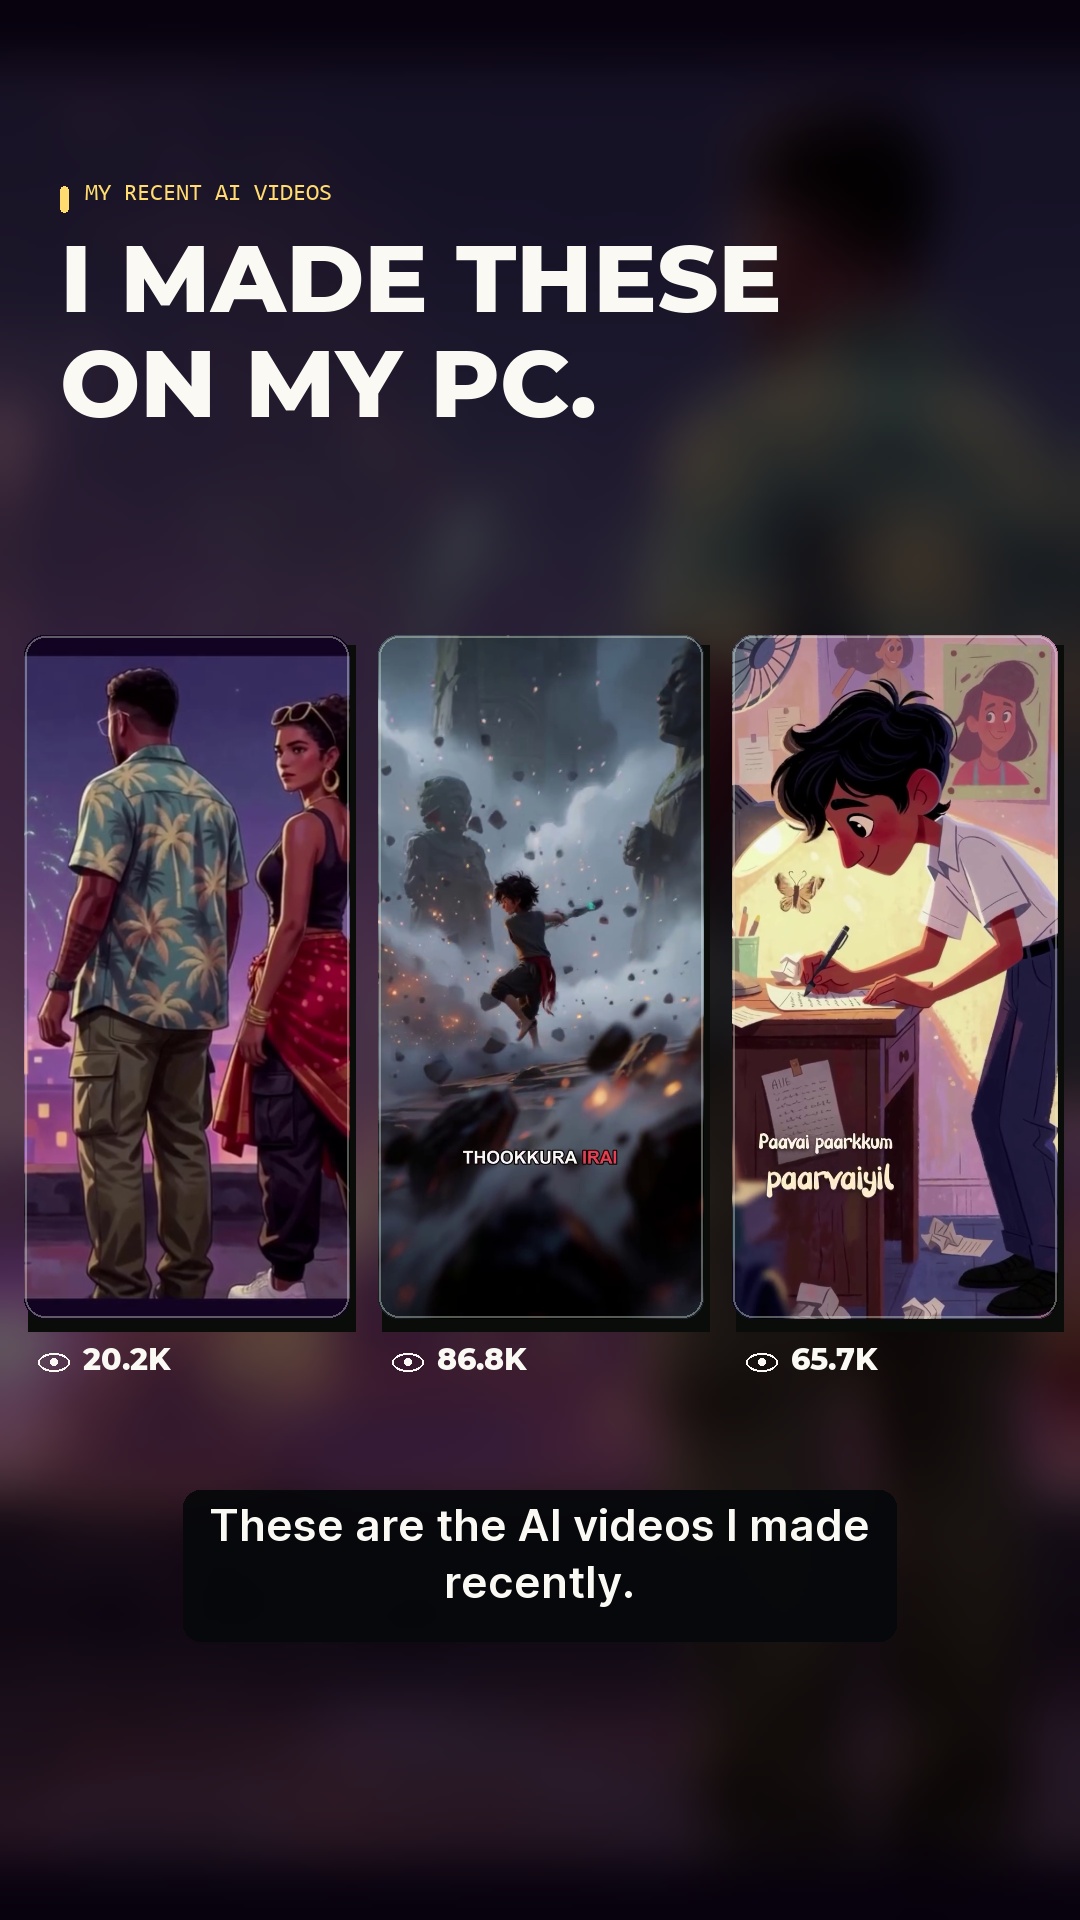 MY RECENT AI VIDEOS
I MADE THESE
ON MY PC.
THOOKKURA IRAI
Paavai paarkkum
paarvaiyil
20.2K
86.8K
65.7K
These are the AI videos I made
recently.